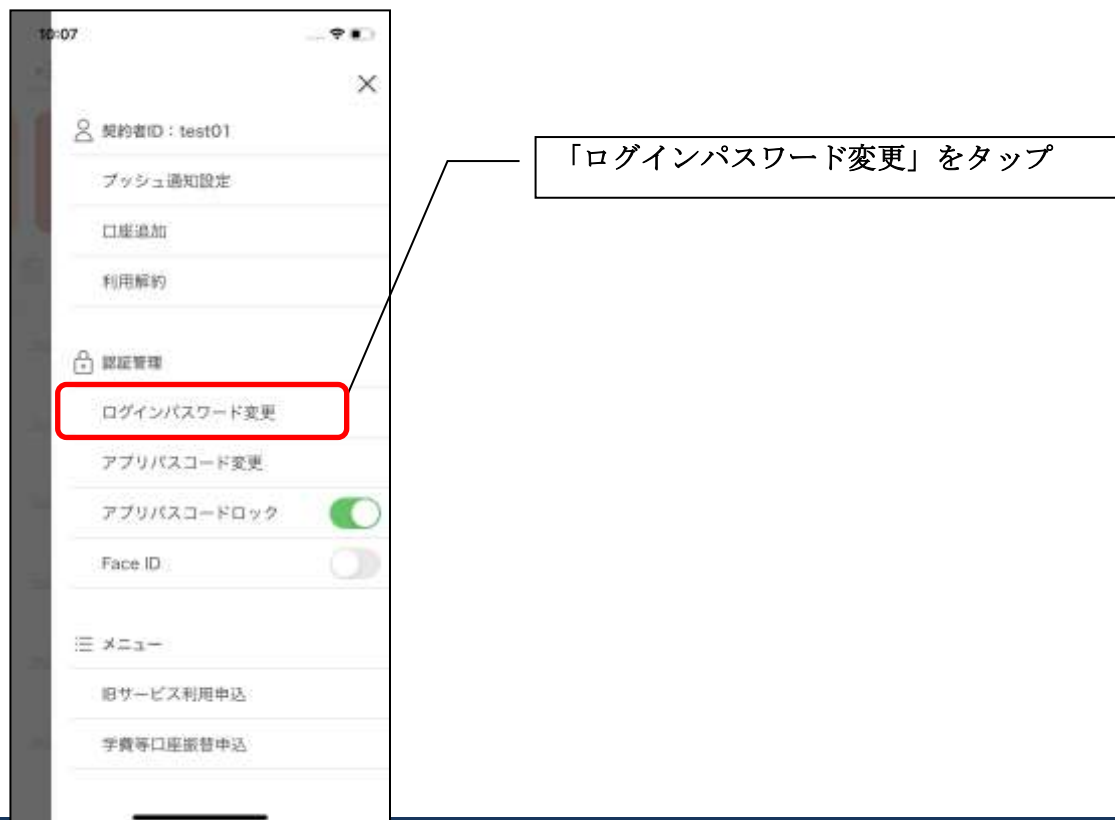 10:07
契約者ID:test01
プッシュ通知設定
口座追加
利用解約
認証管理
ログインパスワード変更
アプリパスコード変更
アプリパスコードロック
Face ID
メニュー
旧サービス利用申込
学費等口座振替申込
「ログインパスワード変更」をタップ